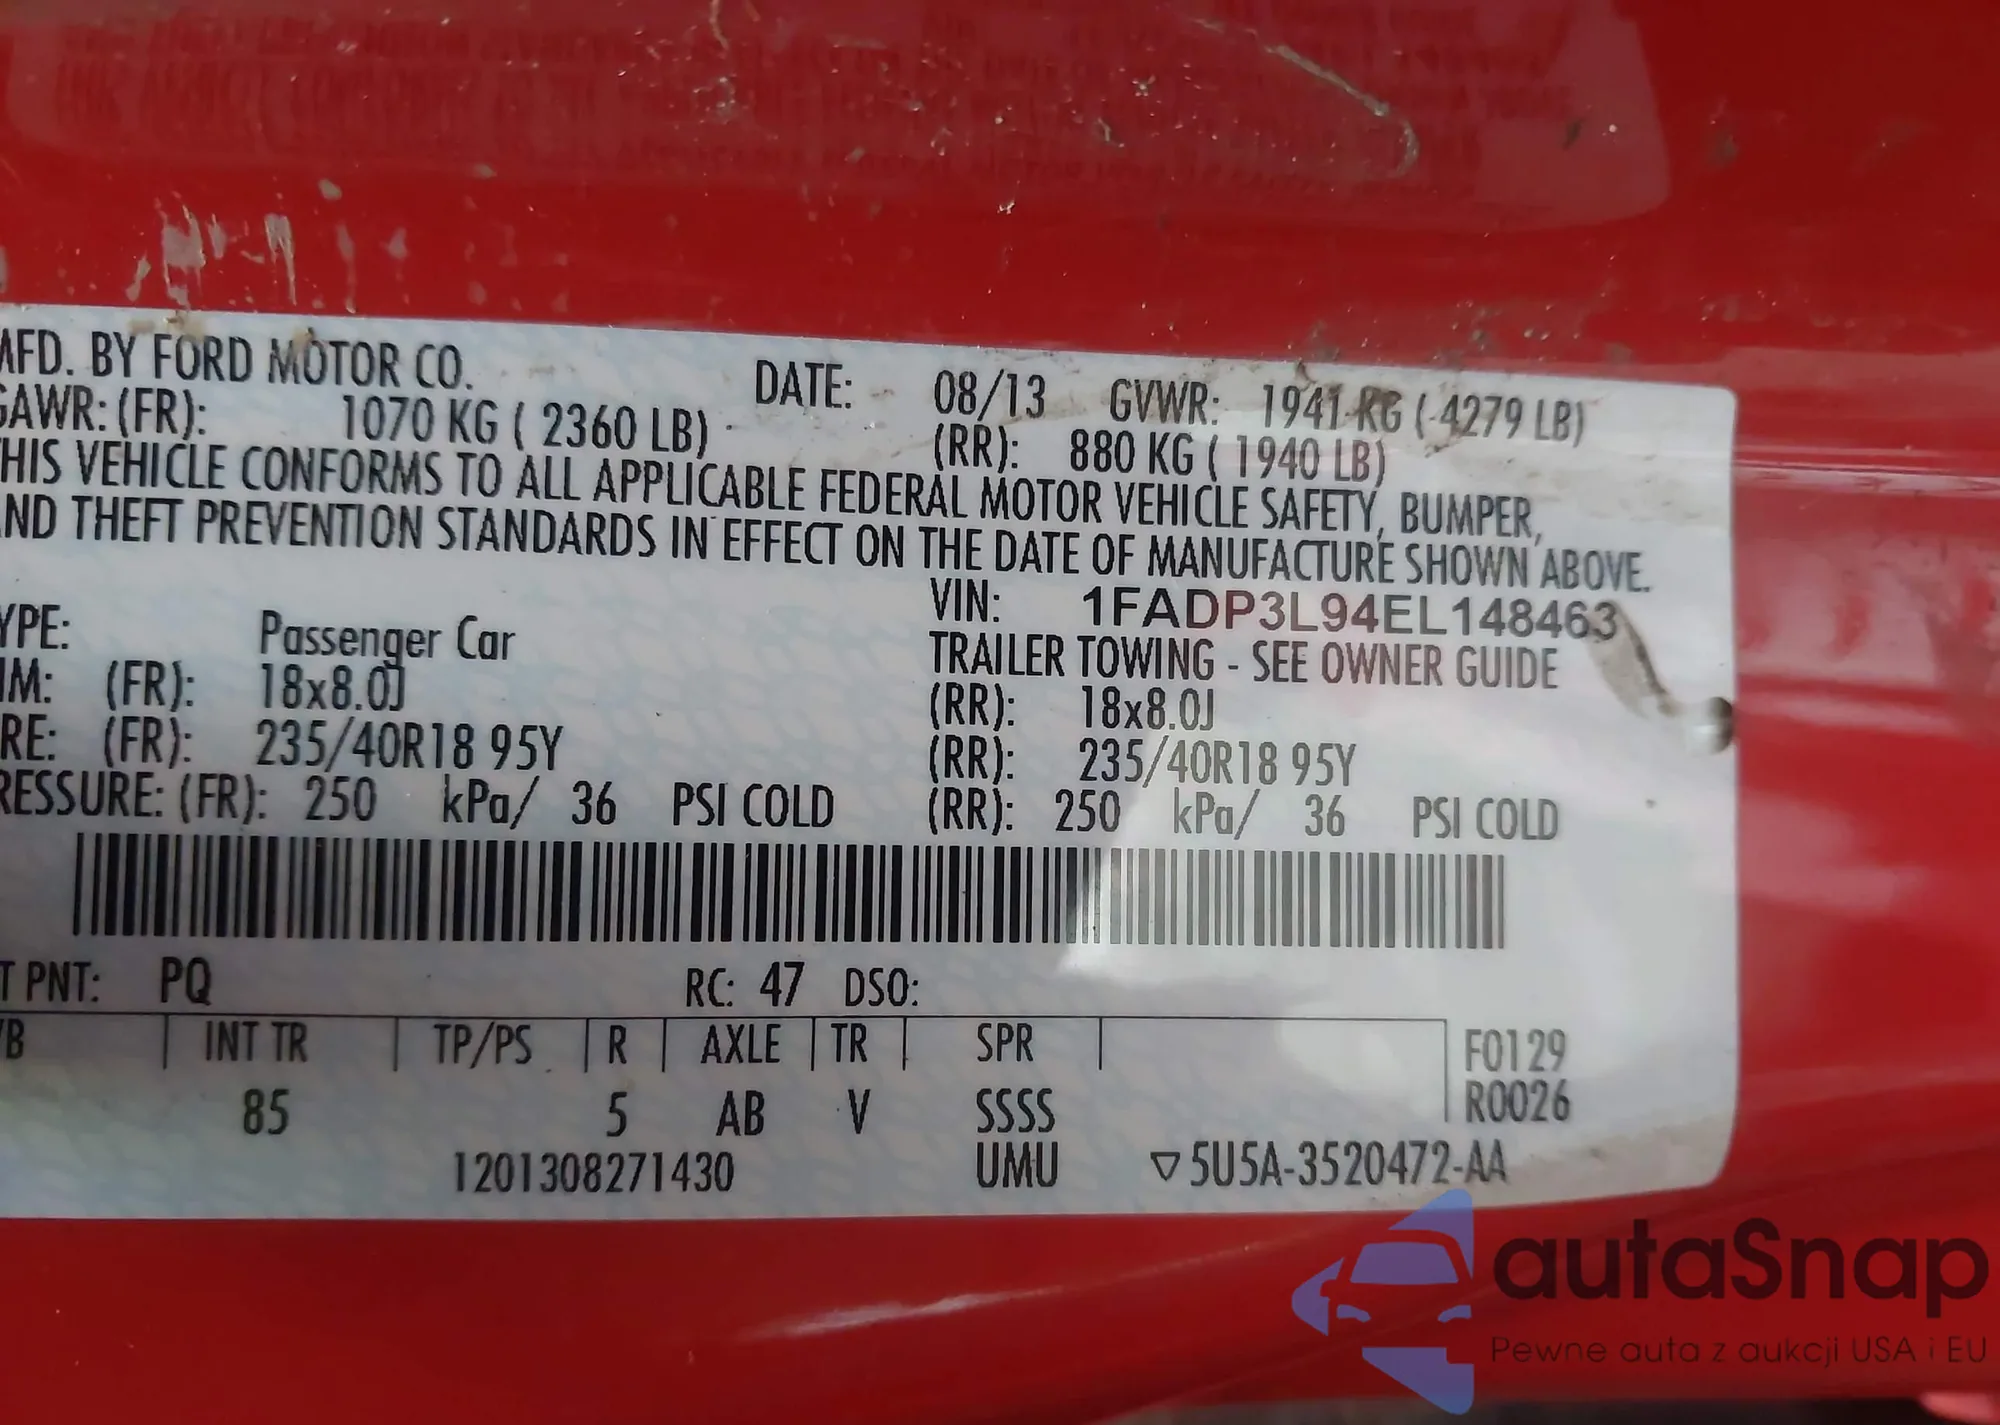 MFD. BY FORD MOTOR CO. DATE: 08/13 GVWR: 1941 KG ( 4279 LB)
GAWR: (FR): 1070 KG ( 2360 LB) (RR): 880 KG ( 1940 LB)
THIS VEHICLE CONFORMS TO ALL APPLICABLE FEDERAL MOTOR VEHICLE SAFETY, BUMPER,
AND THEFT PREVENTION STANDARDS IN EFFECT ON THE DATE OF MANUFACTURE SHOWN ABOVE.
VIN: 1FADP3L94EL148463
YPE: Passenger Car TRAILER TOWING - SEE OWNER GUIDE
IM: (FR): 18x8.0J (RR): 18x8.0J
RE: (FR): 235/40R18 95Y (RR): 235/40R18 95Y
RESSURE: (FR): 250 kPa/ 36 PSI COLD (RR): 250 kPa/ 36 PSI COLD
T PNT: PQ RC: 47 DSO:
/B INT TR TP/PS R AXLE TR SPR F0129
85 5 AB V SSSS R0026
1201308271430 UMU ▽5U5A-3520472-AA
autaSnap
Pewne auta z aukcji USA i EU